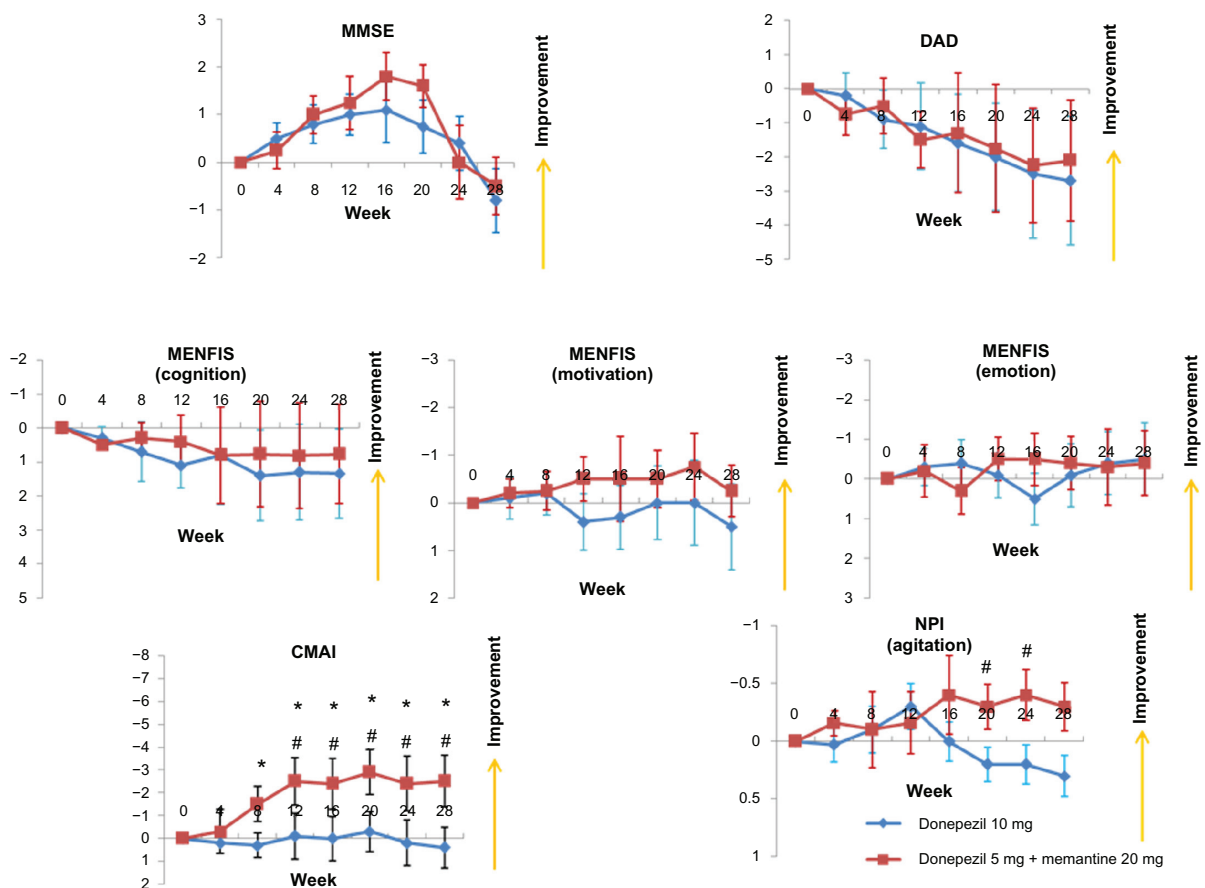 MMSE
3
2
1
0
−1
−2
0 4 8 12 16 20 24 28
Week
Improvement
DAD
2
1
0
−1
−2
−3
−4
−5
0 4 8 12 16 20 24 28
Week
Improvement
MENFIS
(cognition)
−2
−1
0
1
2
3
4
5
0 4 8 12 16 20 24 28
Week
Improvement
MENFIS
(motivation)
−3
−2
−1
0
1
2
0 4 8 12 16 20 24 28
Week
Improvement
MENFIS
(emotion)
−3
−2
−1
0
1
2
3
0 4 8 12 16 20 24 28
Week
Improvement
CMAI
−8
−7
−6
−5
−4
−3
−2
−1
0
1
2
* * * * * *
# # # # #
0 4 8 12 16 20 24 28
Week
Improvement
NPI
(agitation)
−1
−0.5
0
0.5
1
# #
0 4 8 12 16 20 24 28
Week
Improvement
Donepezil 10 mg
Donepezil 5 mg + memantine 20 mg